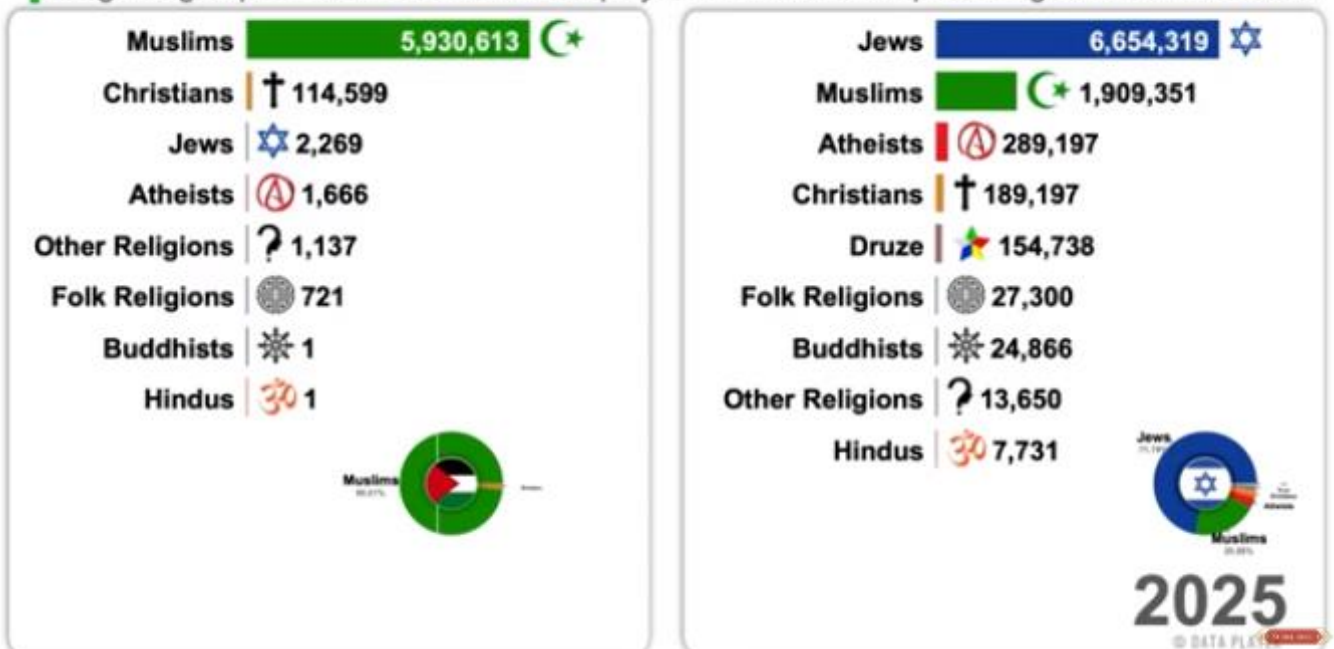 Muslims 5,930,613
Christians 114,599
Jews 2,269
Atheists 1,666
Other Religions 1,137
Folk Religions 721
Buddhists 1
Hindus 1
Muslims
Jews 6,654,319
Muslims 1,909,351
Atheists 289,197
Christians 189,197
Druze 154,738
Folk Religions 27,300
Buddhists 24,866
Other Religions 13,650
Hindus 7,731
Jews
Atheists
Muslims
2025
© DATA